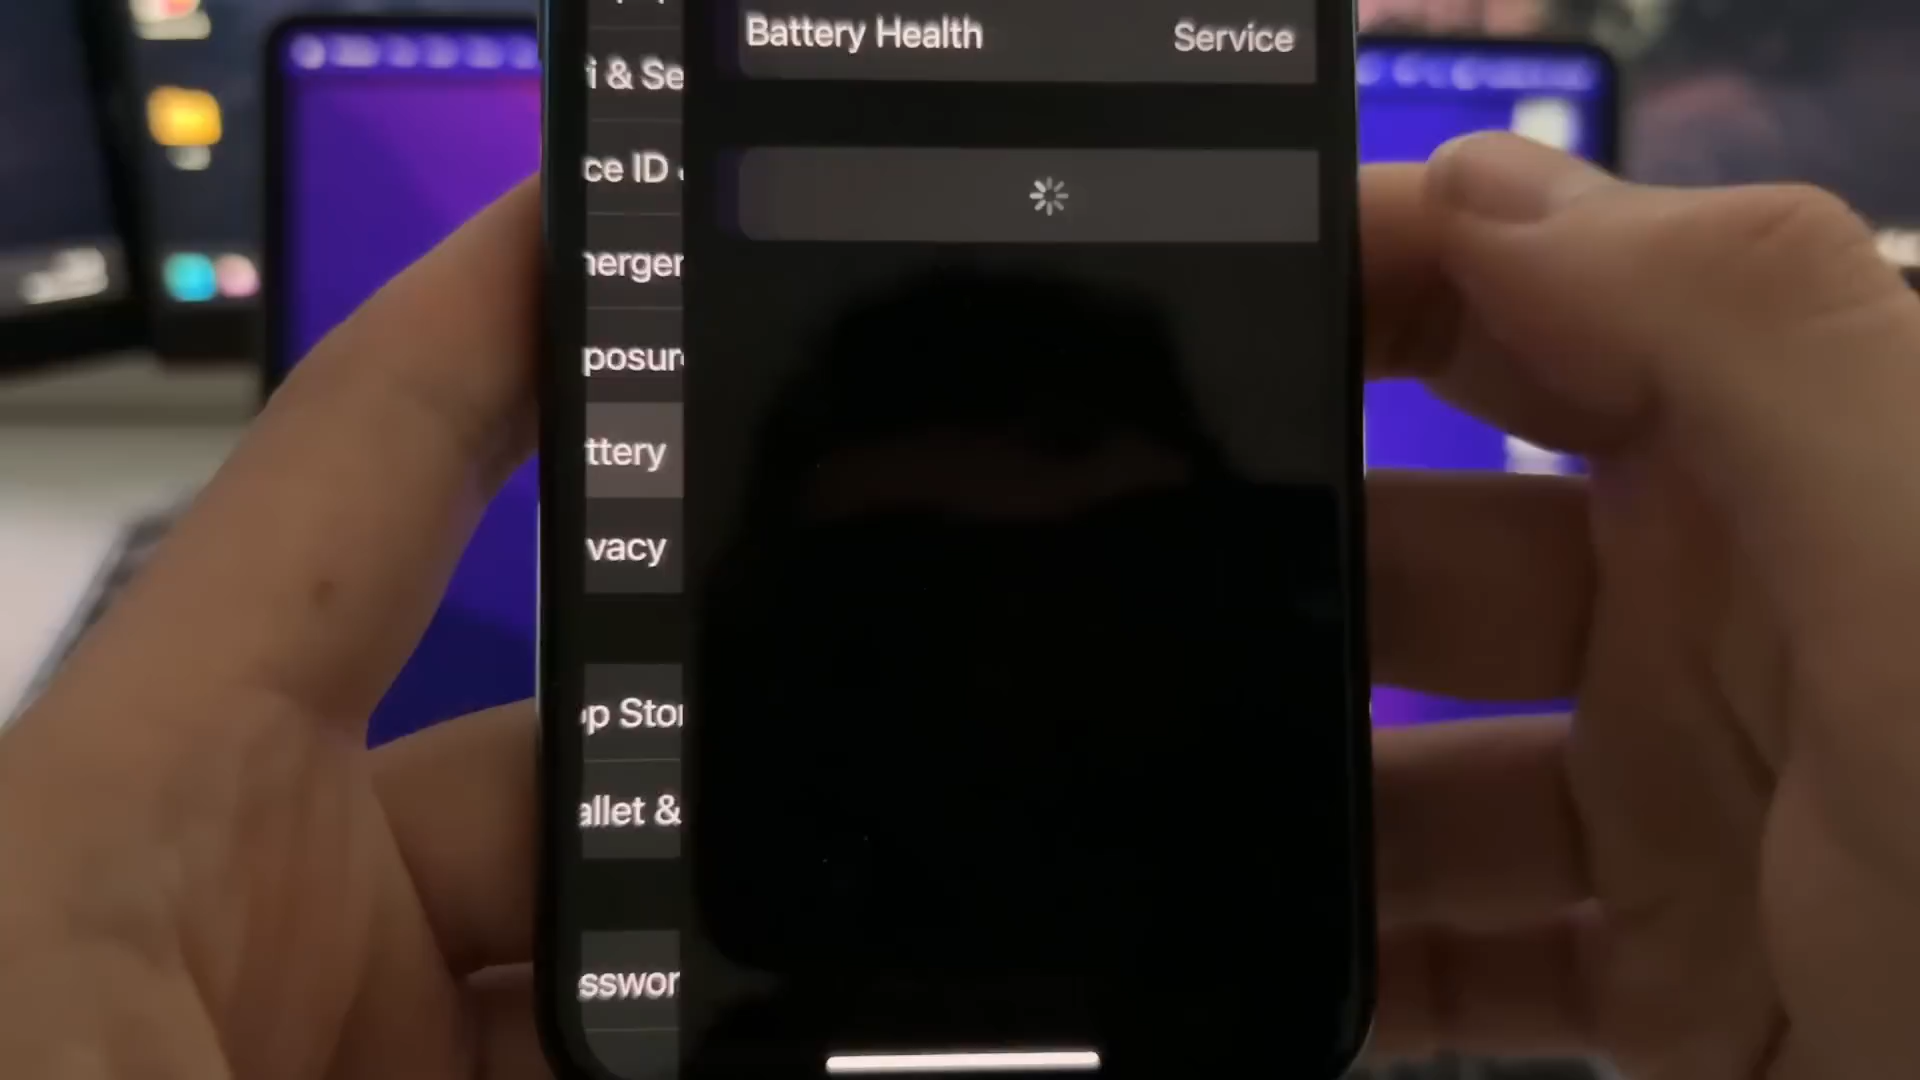 Battery Health Service
i & Se
ce ID
nerger
posur
ttery
vacy
p Stor
allet &
sswor